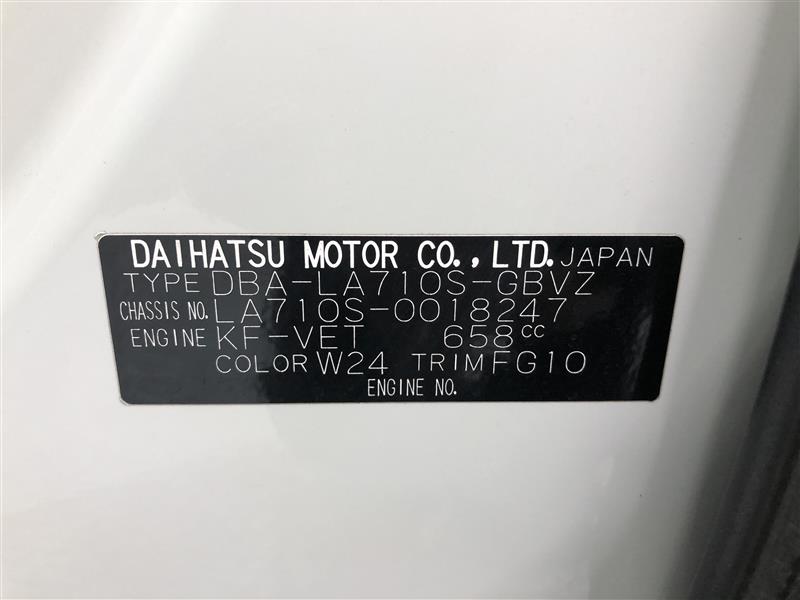 DAIHATSU MOTOR CO., LTD. JAPAN
TYPE DBA-LA710S-GBVZ
CHASSIS NO. LA710S-0018247
ENGINE KF-VET 658CC
COLOR W24 TRIM FG10
ENGINE NO.